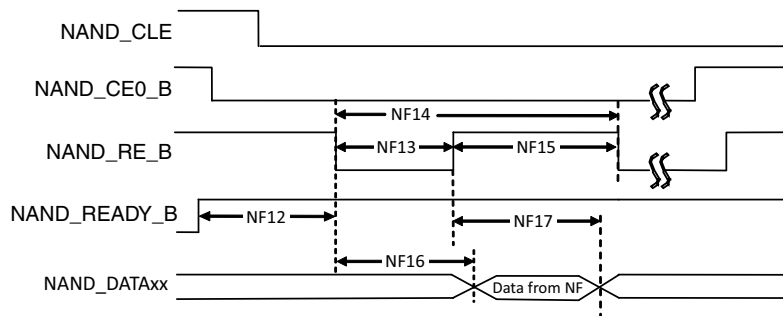 NAND_CLE
NAND_CE0_B
NF14
NAND_RE_B
NF13
NF15
NAND_READY_B
NF12
NF17
NF16
NAND_DATAxx
Data from NF